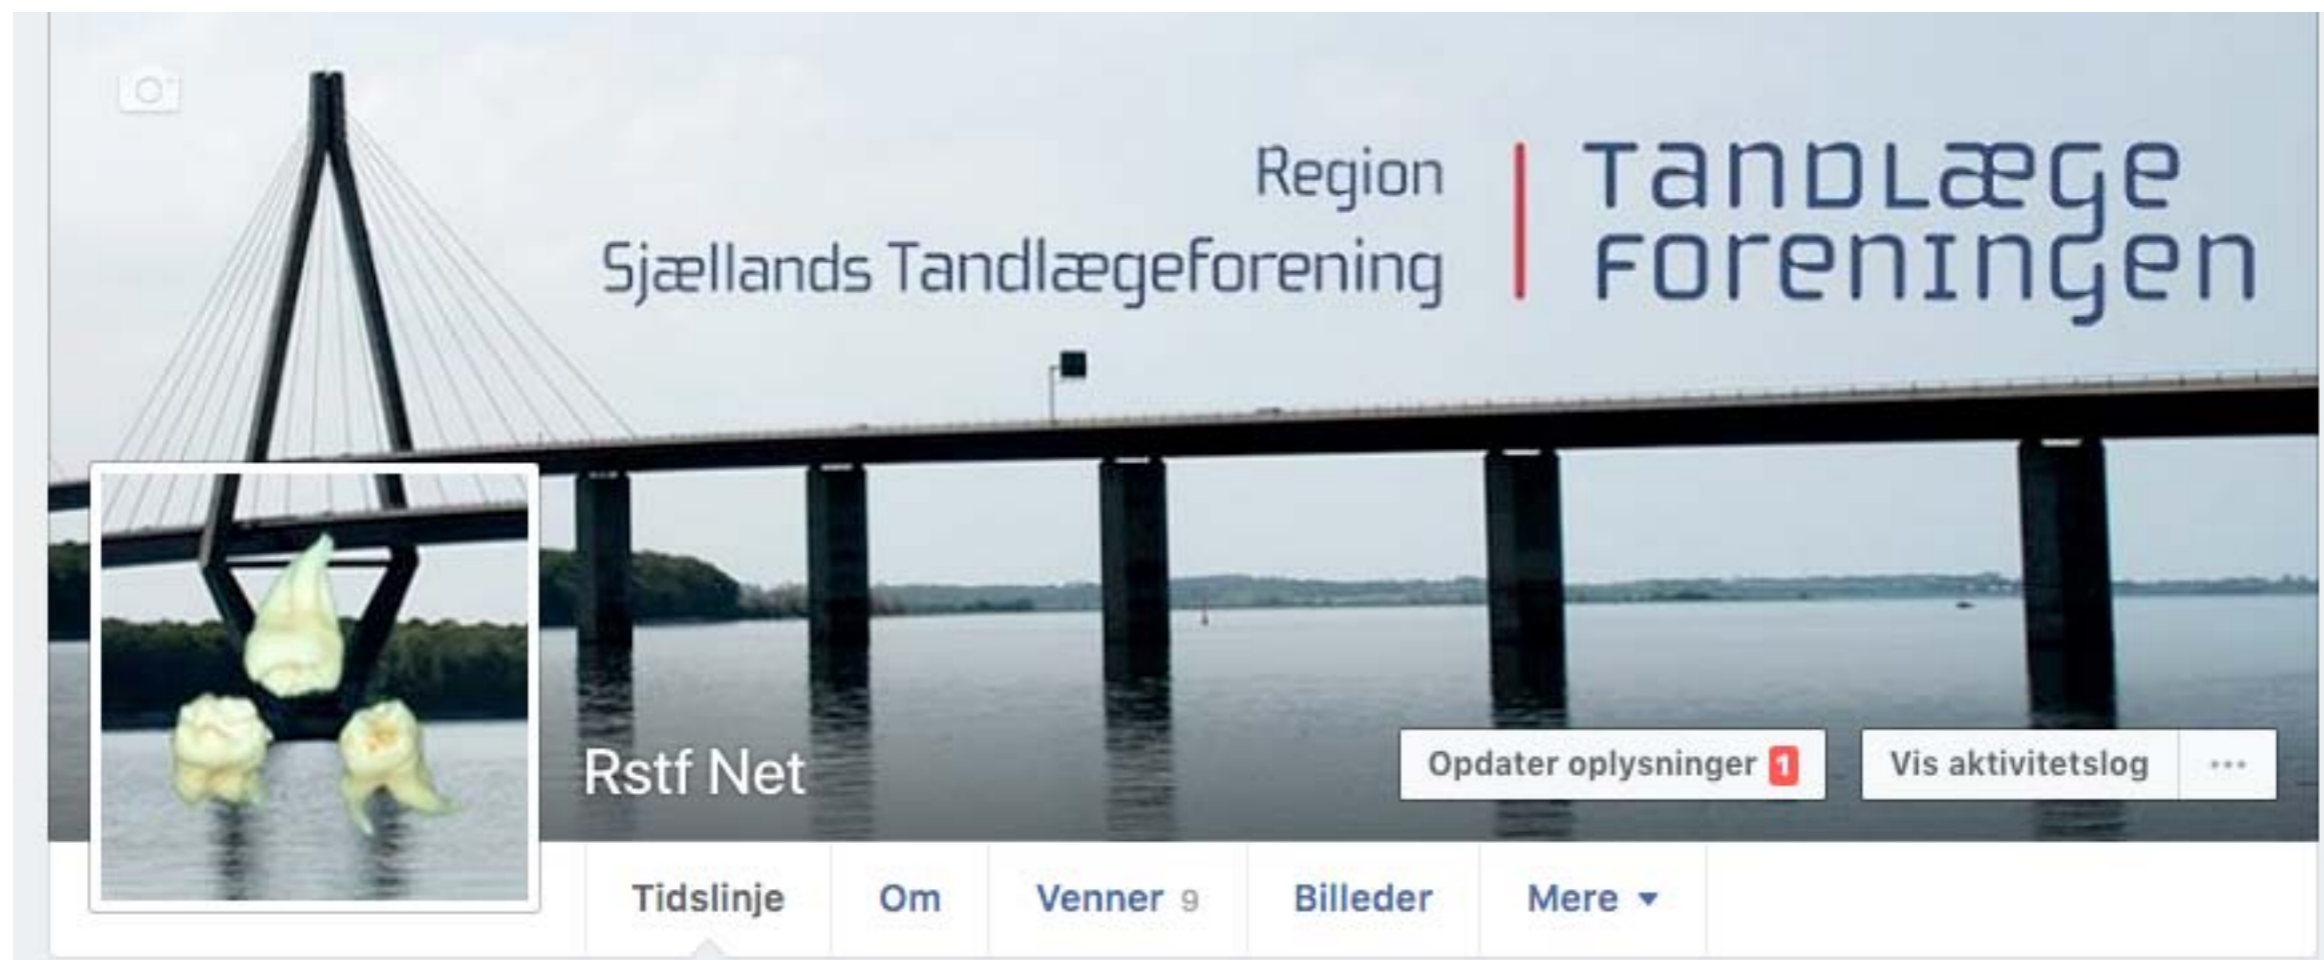 Region
Sjællands Tandlægeforening
TanDLæGe
FORenInGen
Rstf Net
Opdater oplysninger 1
Vis aktivitetslog ...
Tidslinje Om Venner 9 Billeder Mere